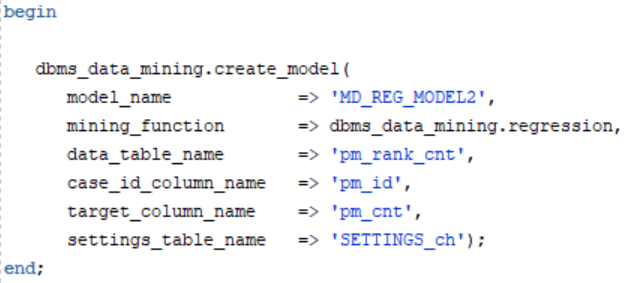 begin
dbms_data_mining.create_model(
model_name => 'MD_REG_MODEL2',
mining_function => dbms_data_mining.regression,
data_table_name => 'pm_rank_cnt',
case_id_column_name => 'pm_id',
target_column_name => 'pm_cnt',
settings_table_name => 'SETTINGS_ch');
end;